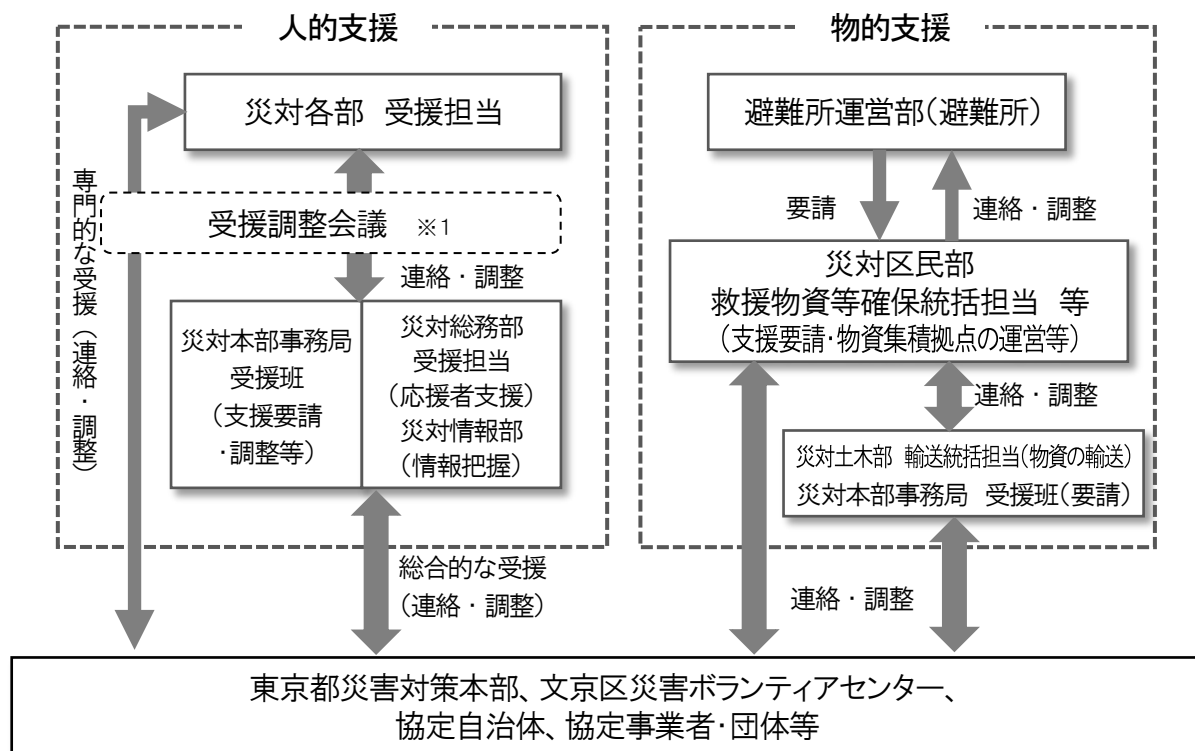 人的支援
災対各部 受援担当
専門的な受援（連絡・調整）
受援調整会議 ※1
連絡・調整
災対本部事務局
受援班
（支援要請
・調整等）
災対総務部
受援担当
(応援者支援)
災対情報部
(情報把握)
総合的な受援
（連絡・調整）
物的支援
避難所運営部（避難所）
要請
連絡・調整
災対区民部
救援物資等確保統括担当 等
（支援要請・物資集積拠点の運営等）
連絡・調整
災対土木部 輸送統括担当(物資の輸送)
災対本部事務局 受援班（要請）
連絡・調整
東京都災害対策本部、文京区災害ボランティアセンター、
協定自治体、協定事業者・団体等